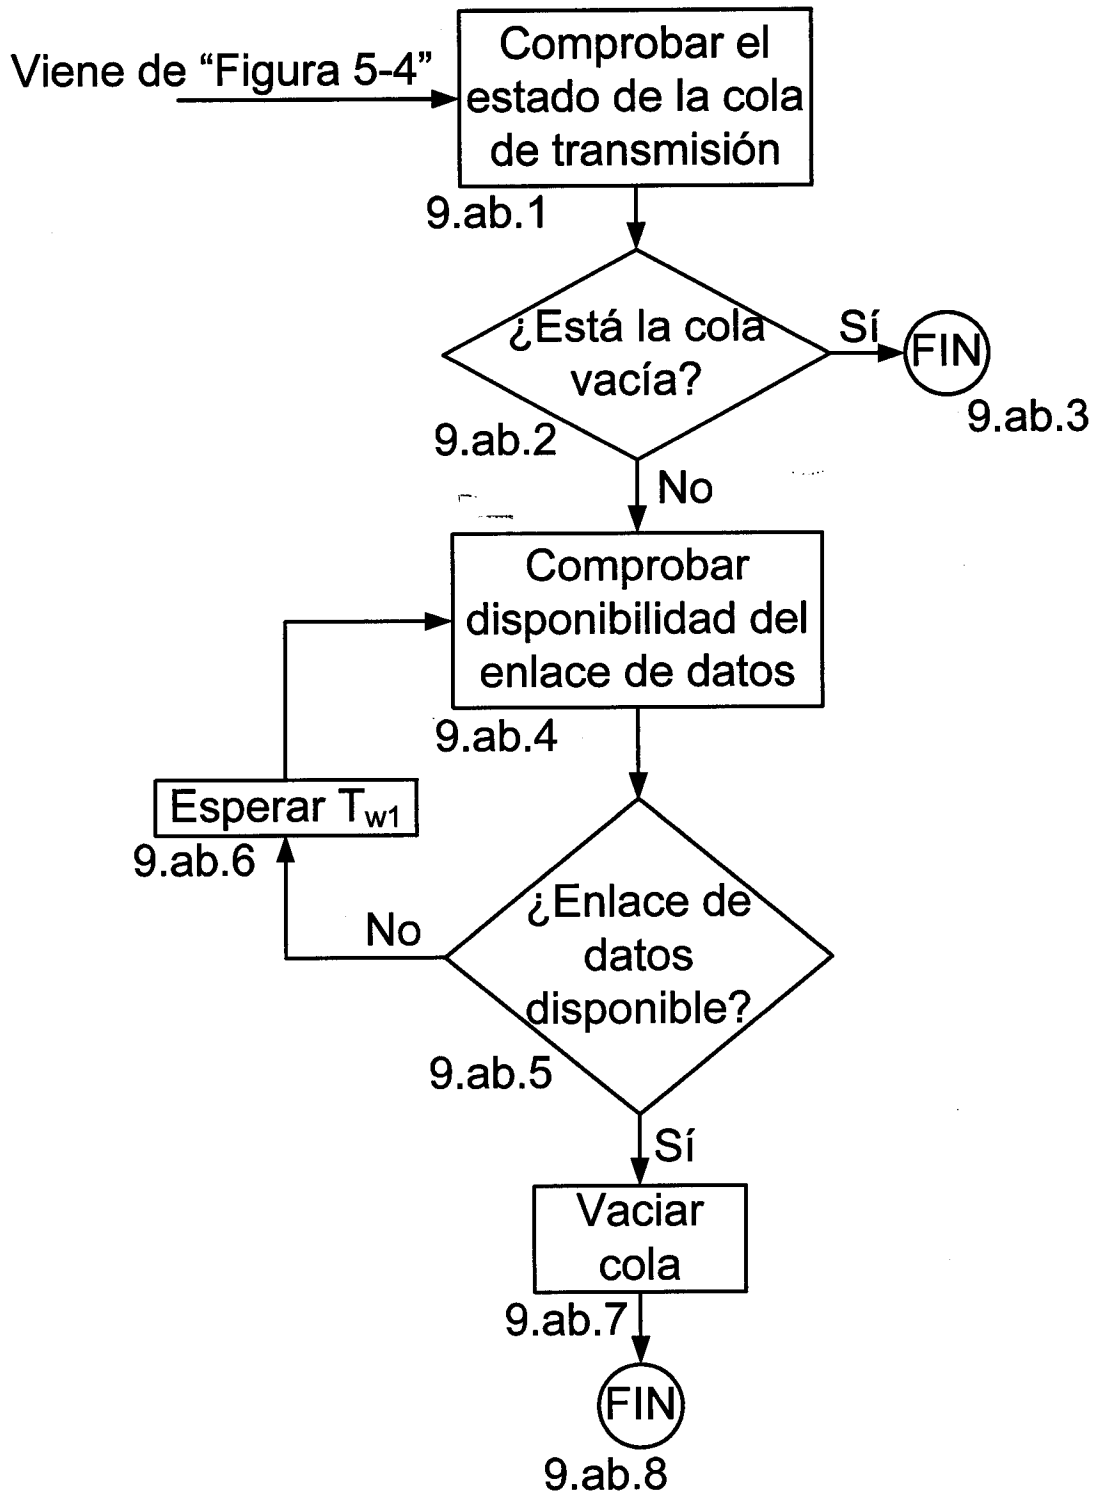 Viene de “Figura 5-4”
Comprobar el
estado de la cola
de transmisión
9.ab.1
¿Está la cola
vacía?
Sí
FIN
9.ab.3
9.ab.2
No
Comprobar
disponibilidad del
enlace de datos
9.ab.4
Esperar Tw1
9.ab.6
No
¿Enlace de
datos
disponible?
9.ab.5
Sí
Vaciar
cola
9.ab.7
FIN
9.ab.8